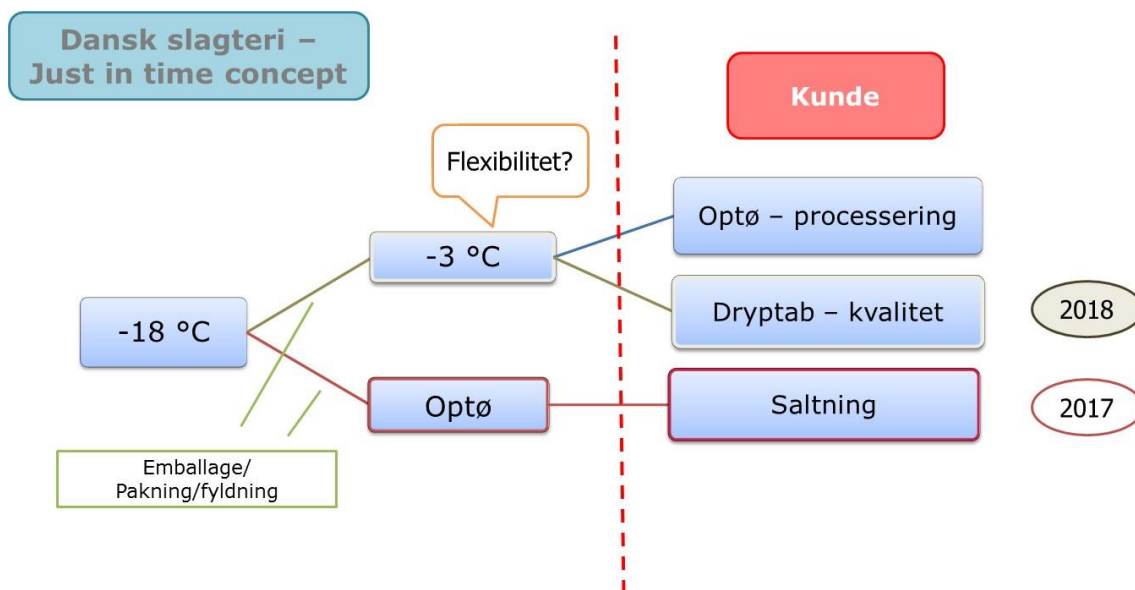 Dansk slagteri –
Just in time concept
Kunde
Flexibilitet?
Optø – processering
-3 °C
-18 °C
Dryptab – kvalitet
2018
Optø
Saltning
2017
Emballage/
Pakning/fyldning